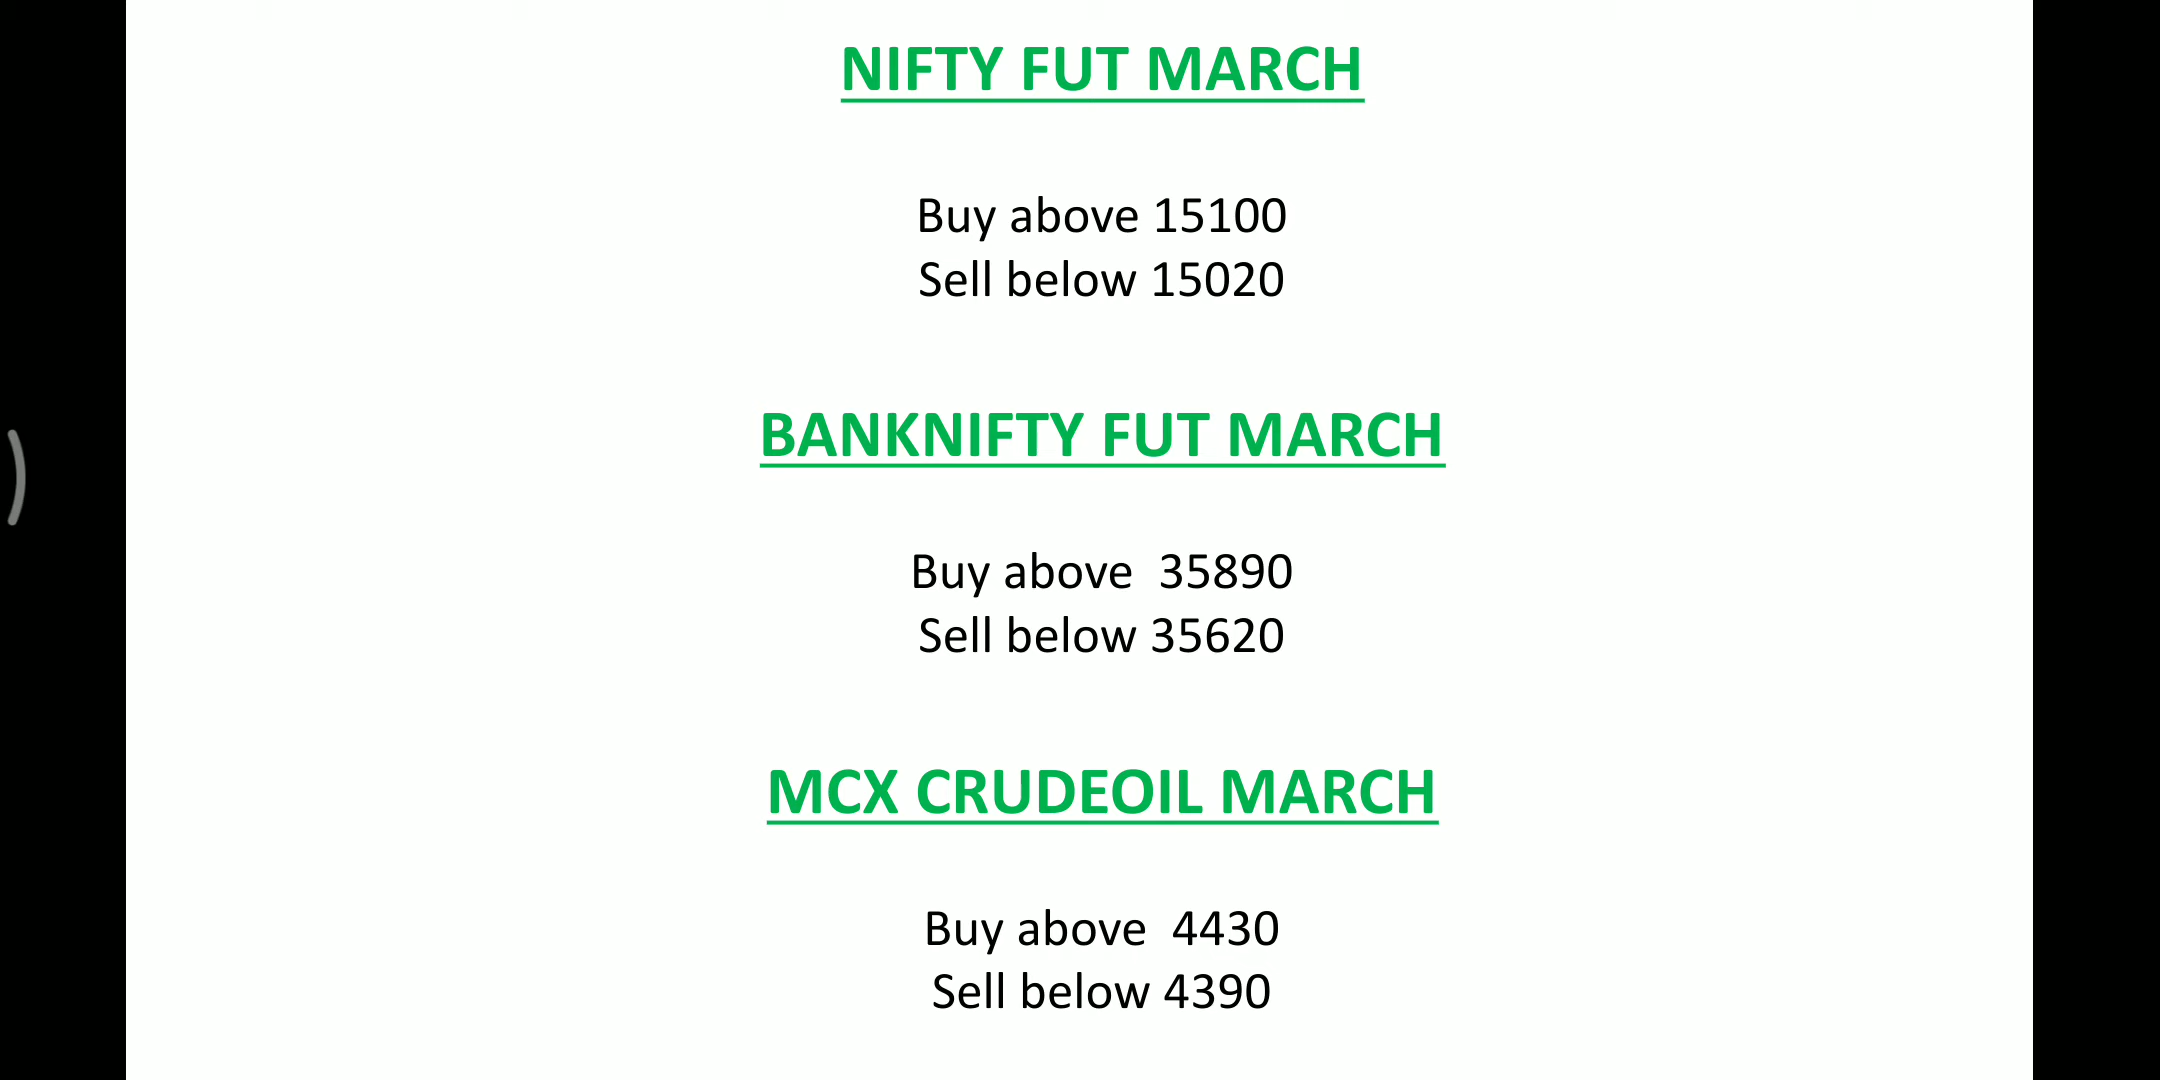 NIFTY FUT MARCH
Buy above 15100
Sell below 15020
BANKNIFTY FUT MARCH
Buy above  35890
Sell below 35620
MCX CRUDEOIL MARCH
Buy above  4430
Sell below 4390